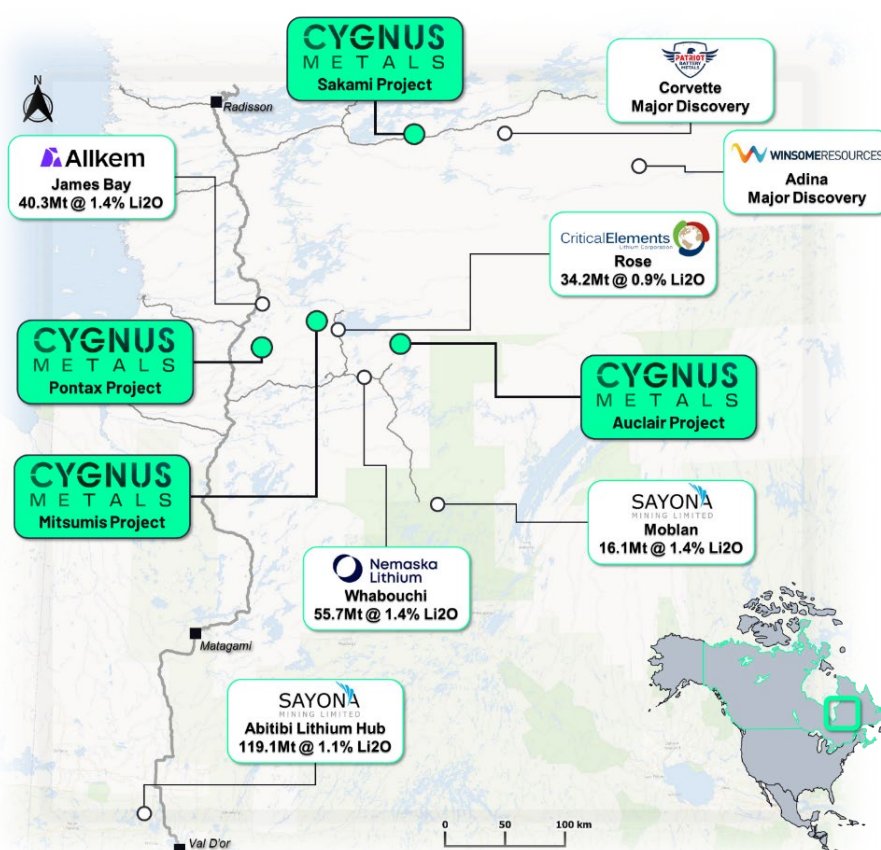 CYGNUS
METALS
Sakami Project
PATRIOT
BATTERY METALS
Corvette
Major Discovery
N
Radisson
Allkem
James Bay
40.3Mt @ 1.4% Li2O
WINSOMERESOURCES
Adina
Major Discovery
CriticalElements
Lithium Corporation
Rose
34.2Mt @ 0.9% Li2O
CYGNUS
METALS
Pontax Project
CYGNUS
METALS
Auclair Project
CYGNUS
METALS
Mitsumis Project
SAYONA
MINING LIMITED
Moblan
16.1Mt @ 1.4% Li2O
Nemaska
Lithium
Whabouchi
55.7Mt @ 1.4% Li2O
Matagami
SAYONA
MINING LIMITED
Abitibi Lithium Hub
119.1Mt @ 1.1% Li2O
0 50 100 km
Val D'or